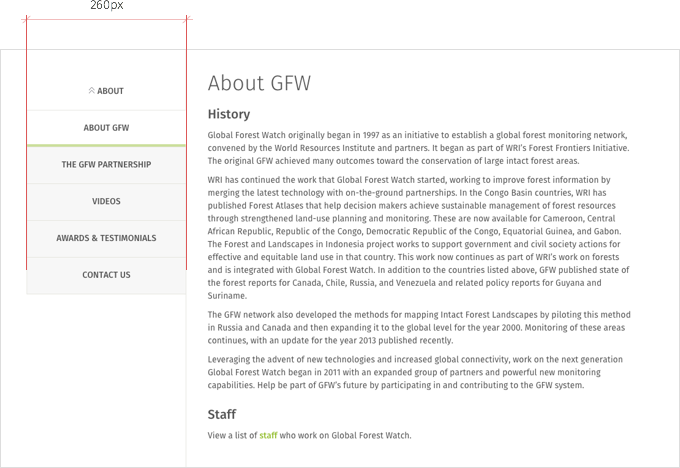 260px
ABOUT
ABOUT GFW
THE GFW PARTNERSHIP
VIDEOS
AWARDS & TESTIMONIALS
CONTACT US
About GFW
History
Global Forest Watch originally began in 1997 as an initiative to establish a global forest monitoring network,
convened by the World Resources Institute and partners. It began as part of WRI's Forest Frontiers Initiative.
The original GFW achieved many outcomes toward the conservation of large intact forest areas.
WRI has continued the work that Global Forest Watch started, working to improve forest information by
merging the latest technology with on-the-ground partnerships. In the Congo Basin countries, WRI has
published Forest Atlases that help decision makers achieve sustainable management of forest resources
through strengthened land-use planning and monitoring. These are now available for Cameroon, Central
African Republic, Republic of the Congo, Democratic Republic of the Congo, Equatorial Guinea, and Gabon.
The Forest and Landscapes in Indonesia project works to support government and civil society actions for
effective and equitable land use in that country. This work now continues as part of WRI's work on forests
and is integrated with Global Forest Watch. In addition to the countries listed above, GFW published state of
the forest reports for Canada, Chile, Russia, and Venezuela and related policy reports for Guyana and
Suriname.
The GFW network also developed the methods for mapping Intact Forest Landscapes by piloting this method
in Russia and Canada and then expanding it to the global level for the year 2000. Monitoring of these areas
continues, with an update for the year 2013 published recently.
Leveraging the advent of new technologies and increased global connectivity, work on the next generation
Global Forest Watch began in 2011 with an expanded group of partners and powerful new monitoring
capabilities. Help be part of GFW's future by participating in and contributing to the GFW system.
Staff
View a list of staff who work on Global Forest Watch.